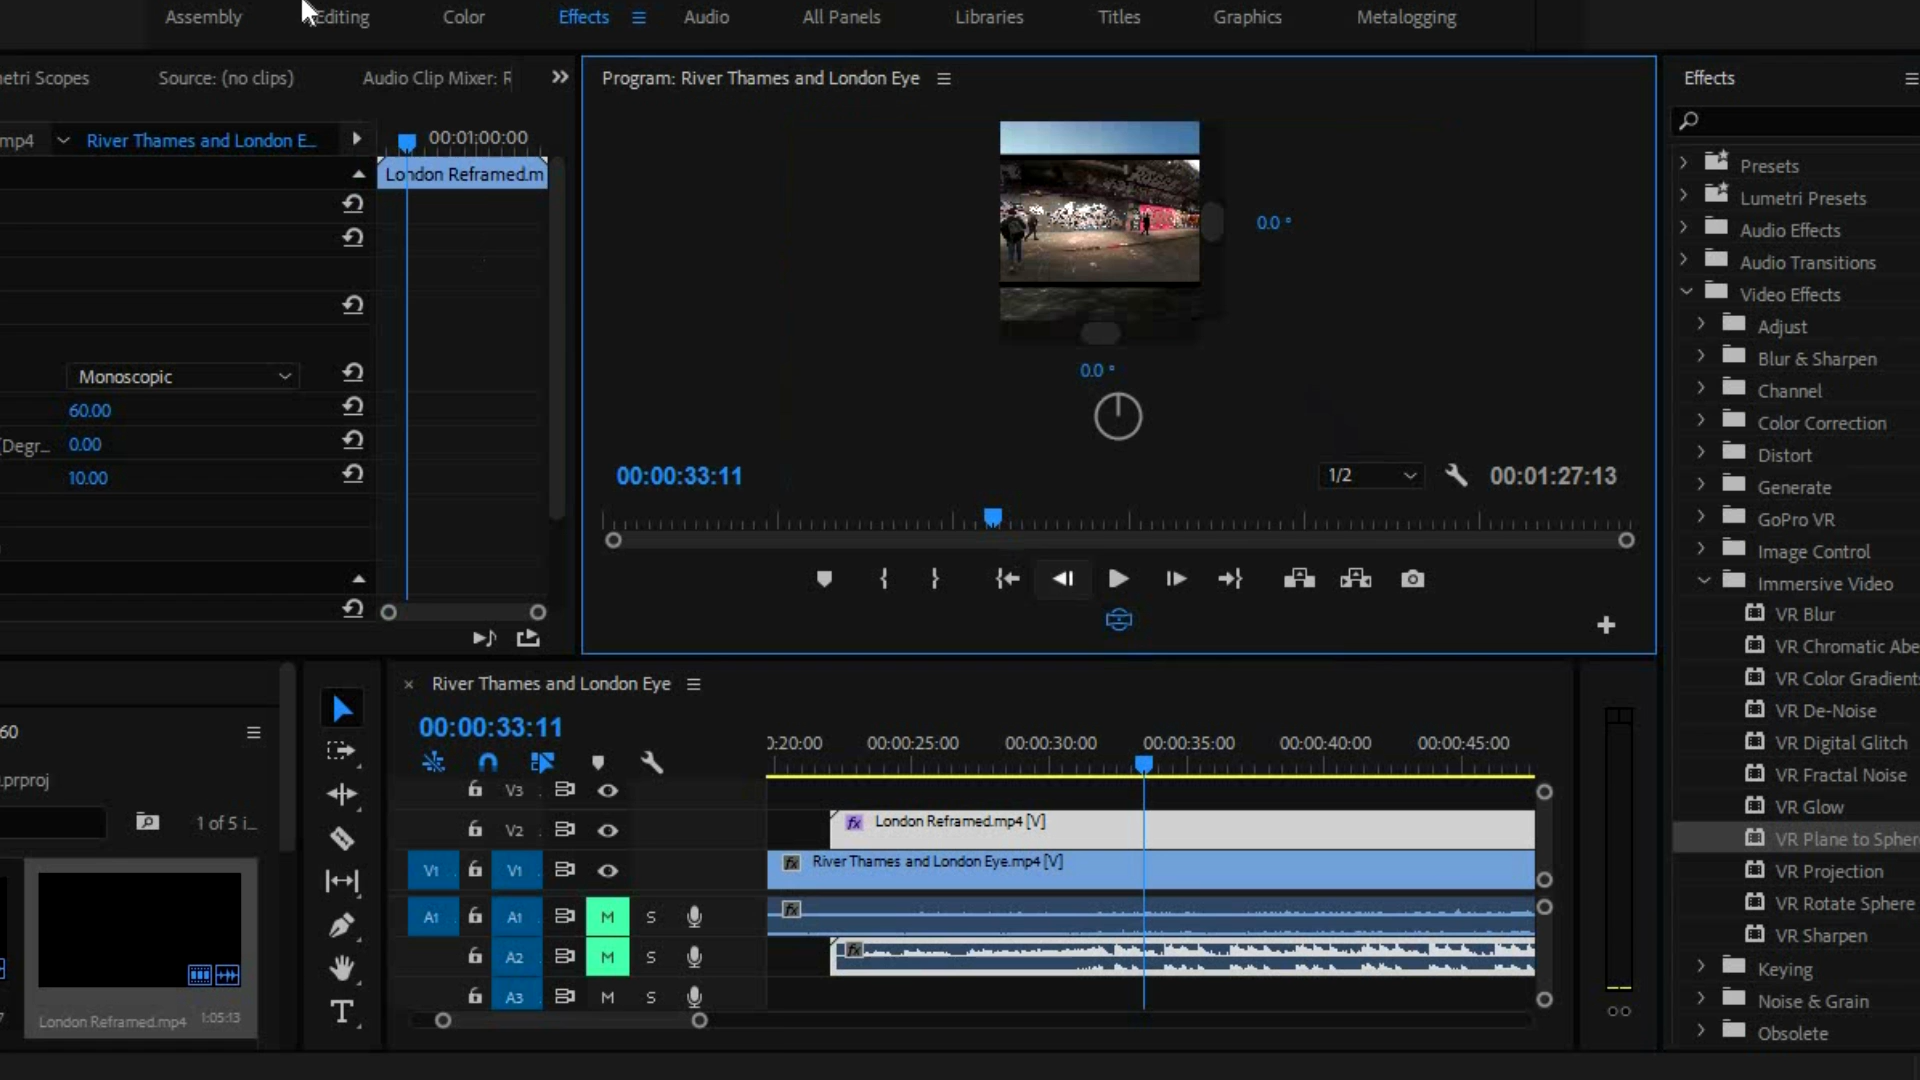 Assembly Editing Color Effects Audio All Panels Libraries Titles Graphics Metalogging
etri Scopes Source: (no clips) Audio Clip Mixer: R
Program: River Thames and London Eye
Effects
mp4 River Thames and London E... 00:01:00:00
London Reframed.m
Monoscopic
60.00
(Degr... 0.00
10.00
0.0 °
0.0 °
00:00:33:11 1/2 00:01:27:13
Presets
Lumetri Presets
Audio Effects
Audio Transitions
Video Effects
Adjust
Blur & Sharpen
Channel
Color Correction
Distort
Generate
GoPro VR
Image Control
Immersive Video
VR Blur
VR Chromatic Abe
VR Color Gradients
VR De-Noise
VR Digital Glitch
VR Fractal Noise
VR Glow
VR Plane to Spher
VR Projection
VR Rotate Sphere
VR Sharpen
Keying
Noise & Grain
Obsolete
60
.prproj
1 of 5 i...
London Reframed.mp4 1:05:13
× River Thames and London Eye
00:00:33:11
0:20:00 00:00:25:00 00:00:30:00 00:00:35:00 00:00:40:00 00:00:45:00
V3
V2 fx London Reframed.mp4 [V]
V1 V1 fx River Thames and London Eye.mp4 [V]
A1 A1 M S fx
A2 M S fx
A3 M S
T